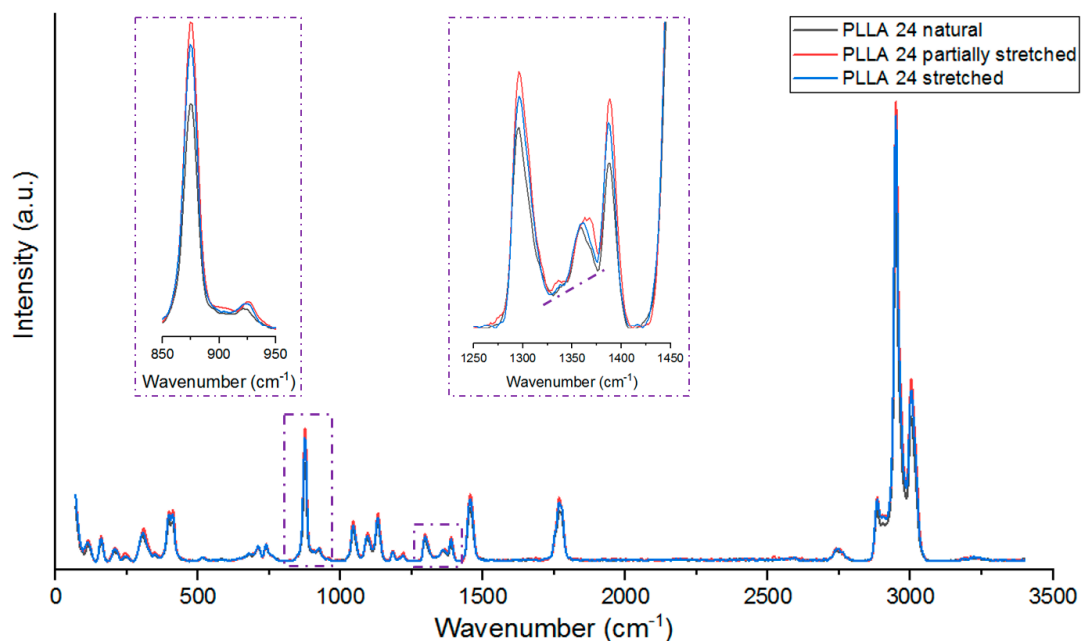 PLLA 24 natural
PLLA 24 partially stretched
PLLA 24 stretched
850 900 950
Wavenumber (cm-1)
1250 1300 1350 1400 1450
Wavenumber (cm-1)
Intensity (a.u.)
0 500 1000 1500 2000 2500 3000 3500
Wavenumber (cm-1)